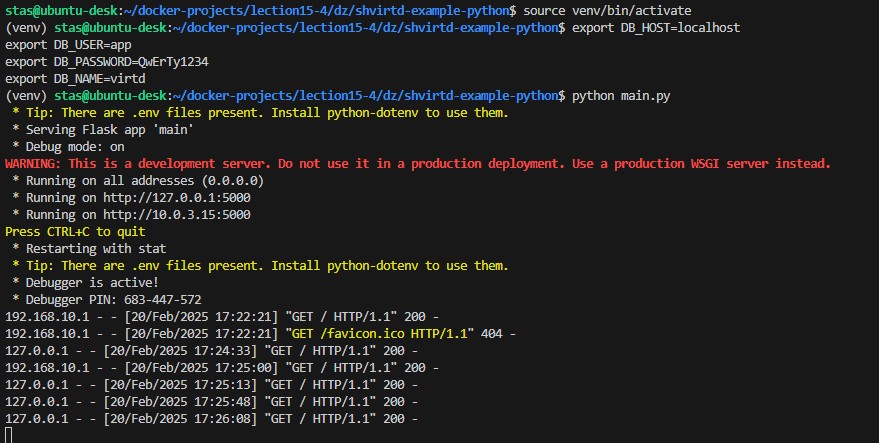 stas@ubuntu-desk:~/docker-projects/lection15-4/dz/shvirtd-example-python$ source venv/bin/activate
(venv) stas@ubuntu-desk:~/docker-projects/lection15-4/dz/shvirtd-example-python$ export DB_HOST=localhost
export DB_USER=app
export DB_PASSWORD=QwErTy1234
export DB_NAME=virtd
(venv) stas@ubuntu-desk:~/docker-projects/lection15-4/dz/shvirtd-example-python$ python main.py
 * Tip: There are .env files present. Install python-dotenv to use them.
 * Serving Flask app 'main'
 * Debug mode: on
WARNING: This is a development server. Do not use it in a production deployment. Use a production WSGI server instead.
 * Running on all addresses (0.0.0.0)
 * Running on http://127.0.0.1:5000
 * Running on http://10.0.3.15:5000
Press CTRL+C to quit
 * Restarting with stat
 * Tip: There are .env files present. Install python-dotenv to use them.
 * Debugger is active!
 * Debugger PIN: 683-447-572
192.168.10.1 - - [20/Feb/2025 17:22:21] "GET / HTTP/1.1" 200 -
192.168.10.1 - - [20/Feb/2025 17:22:21] "GET /favicon.ico HTTP/1.1" 404 -
127.0.0.1 - - [20/Feb/2025 17:24:33] "GET / HTTP/1.1" 200 -
192.168.10.1 - - [20/Feb/2025 17:25:00] "GET / HTTP/1.1" 200 -
127.0.0.1 - - [20/Feb/2025 17:25:13] "GET / HTTP/1.1" 200 -
127.0.0.1 - - [20/Feb/2025 17:25:48] "GET / HTTP/1.1" 200 -
127.0.0.1 - - [20/Feb/2025 17:26:08] "GET / HTTP/1.1" 200 -